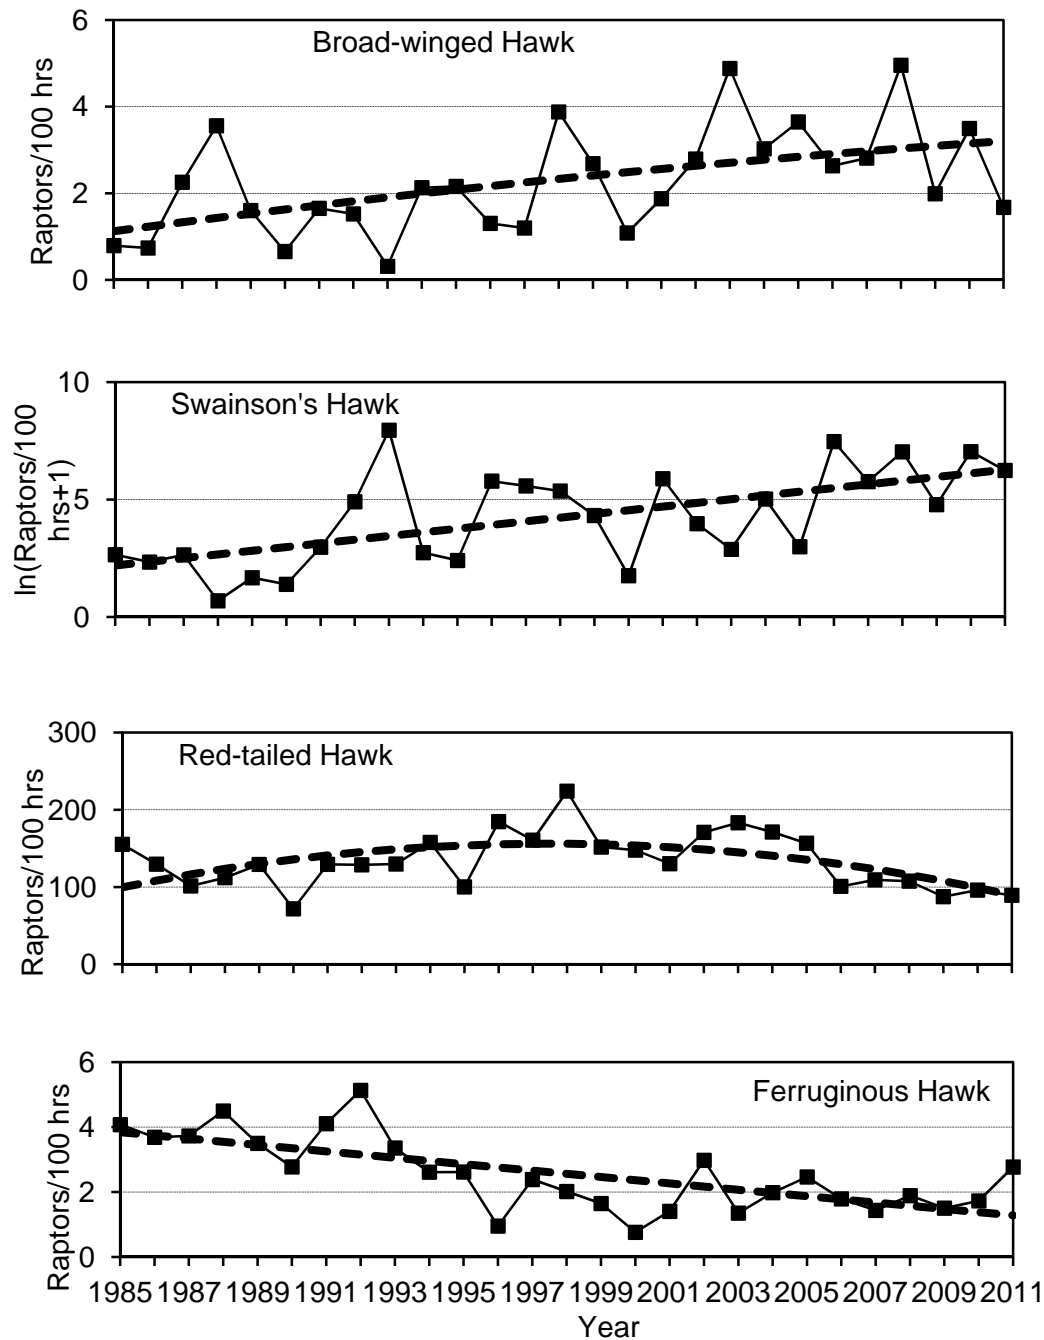 Broad-winged Hawk
Raptors/100 hrs
6
4
2
0
Swainson's Hawk
ln(Raptors/100
hrs+1)
10
5
0
Red-tailed Hawk
Raptors/100 hrs
300
200
100
0
Ferruginous Hawk
Raptors/100 hrs
6
4
2
0
1985 1987 1989 1991 1993 1995 1997 1999 2001 2003 2005 2007 2009 2011
Year